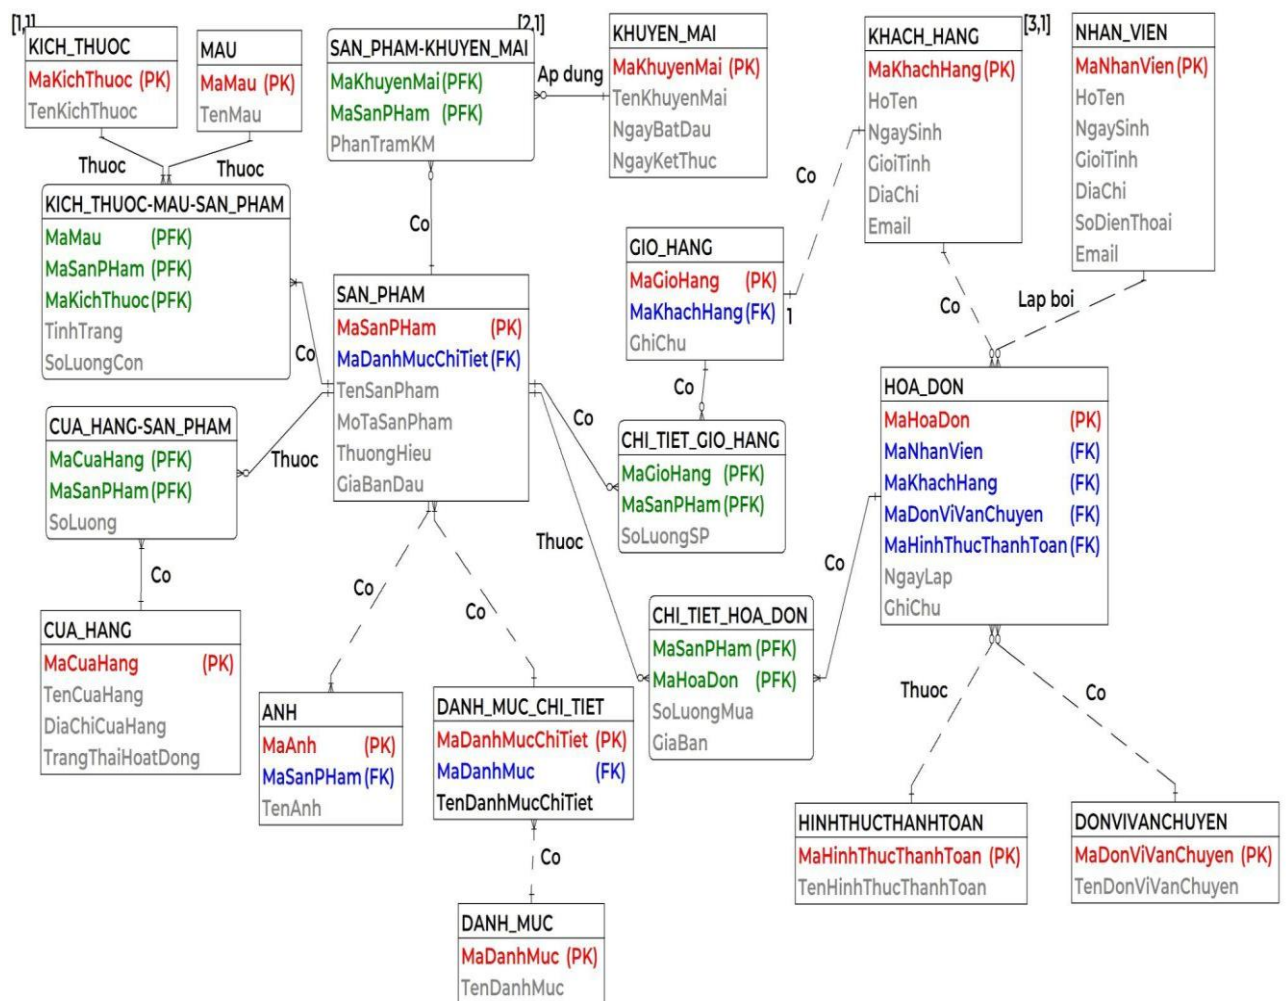 [1,1]
[2,1]
[3,1]
KICH_THUOC
MaKichThuoc (PK)
TenKichThuoc
MAU
MaMau (PK)
TenMau
SAN_PHAM-KHUYEN_MAI
MaKhuyenMai (PFK)
MaSanPHam (PFK)
PhanTramKM
Ap dung
KHUYEN_MAI
MaKhuyenMai (PK)
TenKhuyenMai
NgayBatDau
NgayKetThuc
KHACH_HANG
MaKhachHang (PK)
HoTen
NgaySinh
GioiTinh
DiaChi
Email
NHAN_VIEN
MaNhanVien (PK)
HoTen
NgaySinh
GioiTinh
DiaChi
SoDienThoai
Email
Thuoc
Thuoc
Co
Co
Co
Lap boi
KICH_THUOC-MAU-SAN_PHAM
MaMau (PFK)
MaSanPHam (PFK)
MaKichThuoc (PFK)
TinhTrang
SoLuongCon
Co
SAN_PHAM
MaSanPHam (PK)
MaDanhMucChiTiet (FK)
TenSanPham
MoTaSanPham
ThuongHieu
GiaBanDau
GIO_HANG
MaGioHang (PK)
MaKhachHang (FK)
GhiChu
1
Co
Co
HOA_DON
MaHoaDon (PK)
MaNhanVien (FK)
MaKhachHang (FK)
MaDonViVanChuyen (FK)
MaHinhThucThanhToan (FK)
NgayLap
GhiChu
CUA_HANG-SAN_PHAM
MaCuaHang (PFK)
MaSanPHam (PFK)
SoLuong
Thuoc
CHI_TIET_GIO_HANG
MaGioHang (PFK)
MaSanPHam (PFK)
SoLuongSP
Thuoc
Co
Co
Co
Co
CUA_HANG
MaCuaHang (PK)
TenCuaHang
DiaChiCuaHang
TrangThaiHoatDong
CHI_TIET_HOA_DON
MaSanPHam (PFK)
MaHoaDon (PFK)
SoLuongMua
GiaBan
Thuoc
Co
ANH
MaAnh (PK)
MaSanPHam (FK)
TenAnh
DANH_MUC_CHI_TIET
MaDanhMucChiTiet (PK)
MaDanhMuc (FK)
TenDanhMucChiTiet
Co
HINHTHUCTHANHTOAN
MaHinhThucThanhToan (PK)
TenHinhThucThanhToan
DONVIVANCHUYEN
MaDonViVanChuyen (PK)
TenDonViVanChuyen
DANH_MUC
MaDanhMuc (PK)
TenDanhMuc